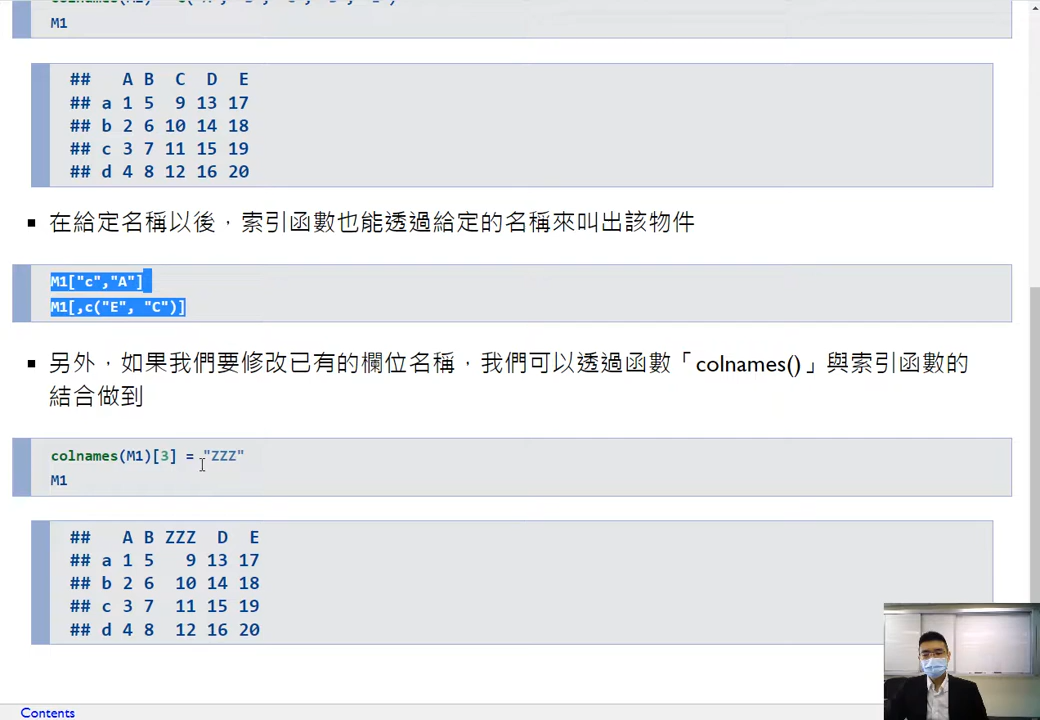 M1
##    A B  C  D  E
## a 1 5  9 13 17
## b 2 6 10 14 18
## c 3 7 11 15 19
## d 4 8 12 16 20
▪ 在給定名稱以後，索引函數也能透過給定的名稱來叫出該物件
M1["c","A"]
M1[,c("E", "C")]
▪ 另外，如果我們要修改已有的欄位名稱，我們可以透過函數「colnames()」與索引函數的
結合做到
colnames(M1)[3] = "ZZZ"
M1
##    A B ZZZ  D  E
## a 1 5   9 13 17
## b 2 6  10 14 18
## c 3 7  11 15 19
## d 4 8  12 16 20
Contents